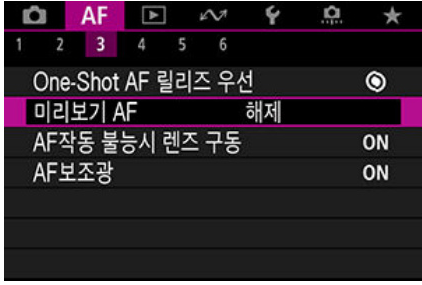 AF
1 2 3 4 5 6
One-Shot AF 릴리즈 우선
미리보기 AF 해제
AF작동 불능시 렌즈 구동 ON
AF보조광 ON